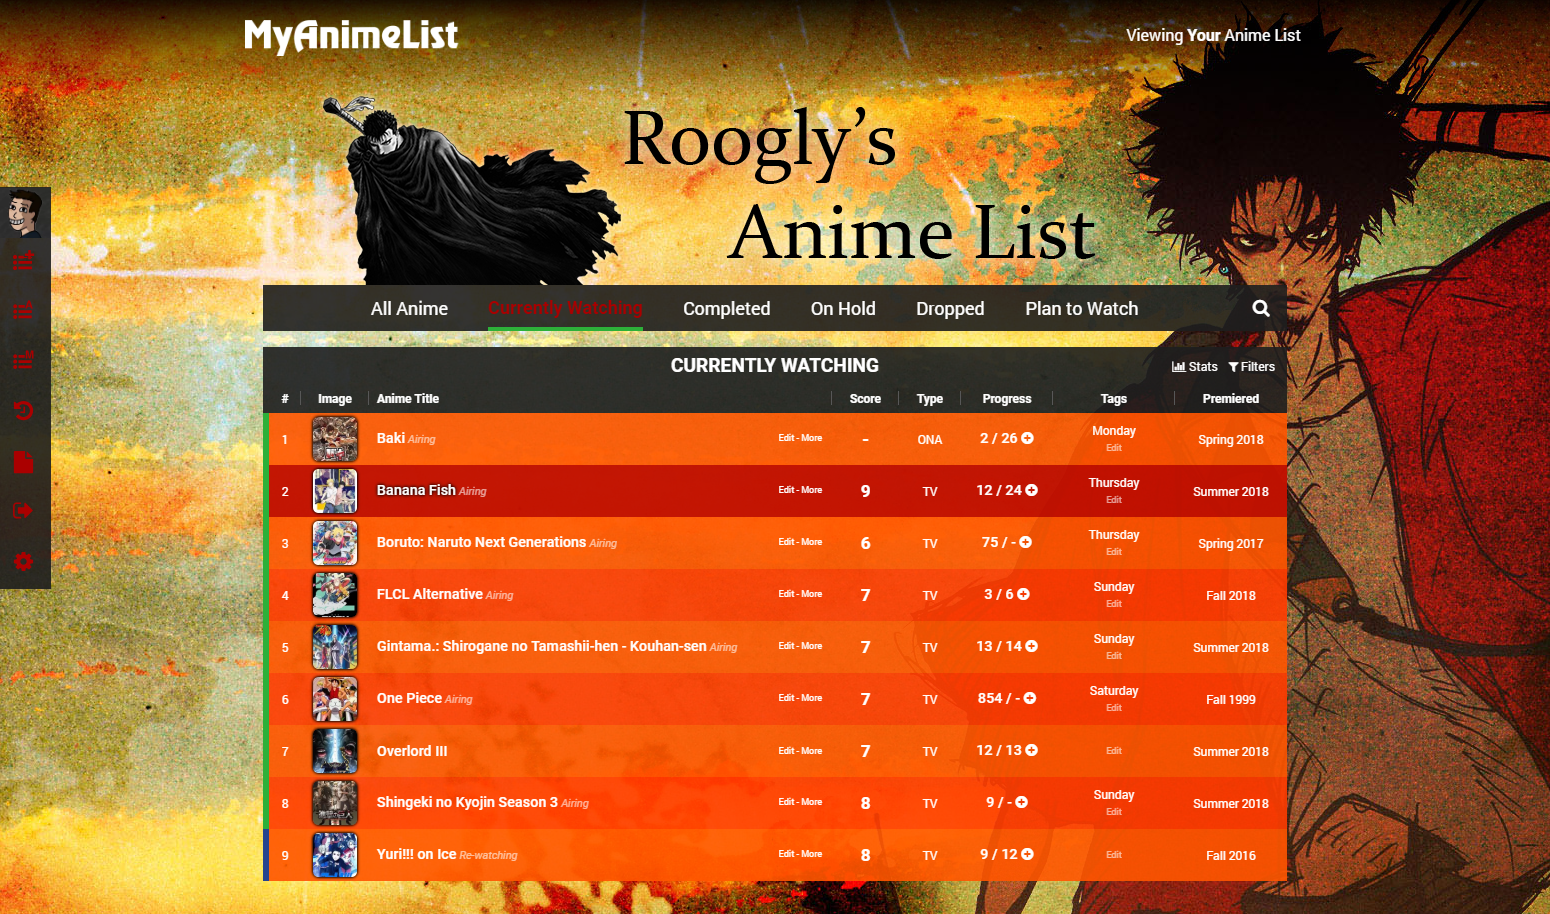 MyAnimeList
Viewing Your Anime List
Roogly's
Anime List
All Anime Currently Watching Completed On Hold Dropped Plan to Watch
CURRENTLY WATCHING
Stats Filters
# Image Anime Title Score Type Progress Tags Premiered
1 Baki Airing Edit - More - ONA 2 / 26 Monday Edit Spring 2018
2 Banana Fish Airing Edit - More 9 TV 12 / 24 Thursday Edit Summer 2018
3 Boruto: Naruto Next Generations Airing Edit - More 6 TV 75 / - Thursday Edit Spring 2017
4 FLCL Alternative Airing Edit - More 7 TV 3 / 6 Sunday Edit Fall 2018
5 Gintama.: Shirogane no Tamashii-hen - Kouhan-sen Airing Edit - More 7 TV 13 / 14 Sunday Edit Summer 2018
6 One Piece Airing Edit - More 7 TV 854 / - Saturday Edit Fall 1999
7 Overlord III Edit - More 7 TV 12 / 13 Edit Summer 2018
8 Shingeki no Kyojin Season 3 Airing Edit - More 8 TV 9 / - Sunday Edit Summer 2018
9 Yuri!!! on Ice Re-watching Edit - More 8 TV 9 / 12 Edit Fall 2016